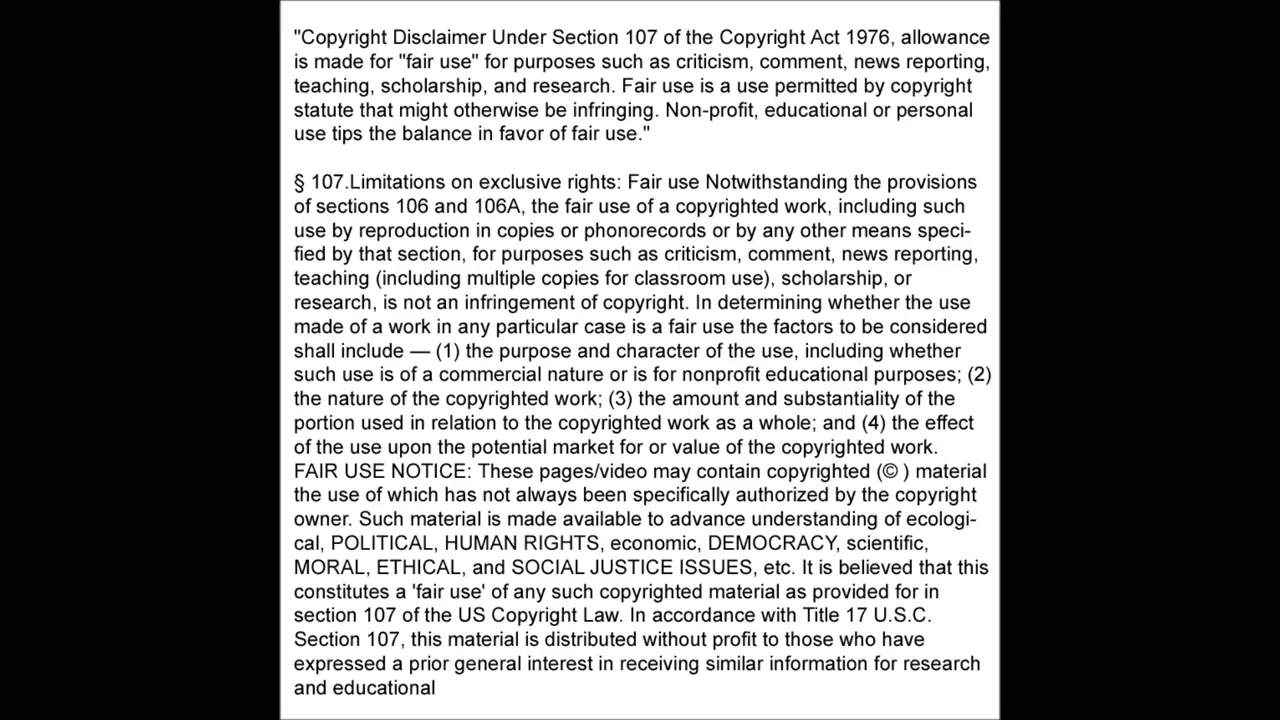 "Copyright Disclaimer Under Section 107 of the Copyright Act 1976, allowance
is made for "fair use" for purposes such as criticism, comment, news reporting,
teaching, scholarship, and research. Fair use is a use permitted by copyright
statute that might otherwise be infringing. Non-profit, educational or personal
use tips the balance in favor of fair use."
§ 107.Limitations on exclusive rights: Fair use Notwithstanding the provisions
of sections 106 and 106A, the fair use of a copyrighted work, including such
use by reproduction in copies or phonorecords or by any other means speci-
fied by that section, for purposes such as criticism, comment, news reporting,
teaching (including multiple copies for classroom use), scholarship, or
research, is not an infringement of copyright. In determining whether the use
made of a work in any particular case is a fair use the factors to be considered
shall include — (1) the purpose and character of the use, including whether
such use is of a commercial nature or is for nonprofit educational purposes; (2)
the nature of the copyrighted work; (3) the amount and substantiality of the
portion used in relation to the copyrighted work as a whole; and (4) the effect
of the use upon the potential market for or value of the copyrighted work.
FAIR USE NOTICE: These pages/video may contain copyrighted (© ) material
the use of which has not always been specifically authorized by the copyright
owner. Such material is made available to advance understanding of ecologi-
cal, POLITICAL, HUMAN RIGHTS, economic, DEMOCRACY, scientific,
MORAL, ETHICAL, and SOCIAL JUSTICE ISSUES, etc. It is believed that this
constitutes a 'fair use' of any such copyrighted material as provided for in
section 107 of the US Copyright Law. In accordance with Title 17 U.S.C.
Section 107, this material is distributed without profit to those who have
expressed a prior general interest in receiving similar information for research
and educational